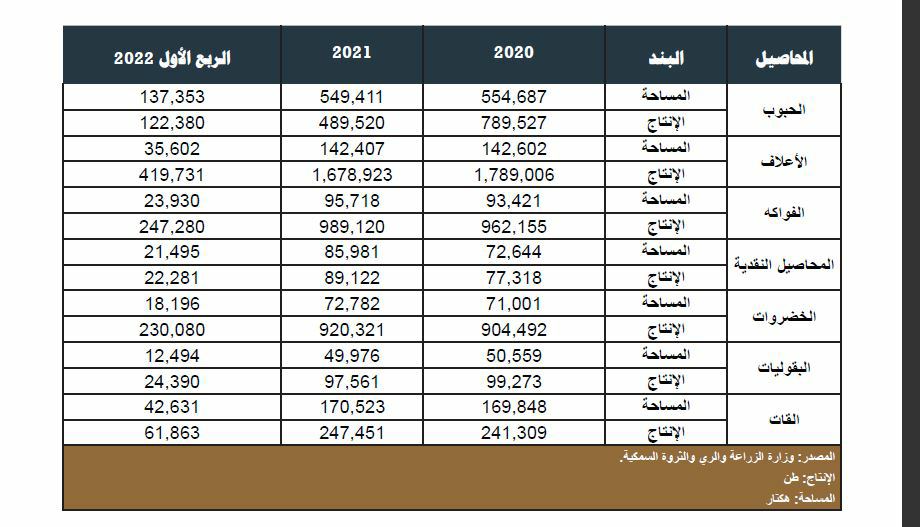 المحاصيل البند 2020 2021 الربع الأول 2022
الحبوب المساحة 554,687 549,411 137,353
الإنتاج 789,527 489,520 122,380
الأعلاف المساحة 142,602 142,407 35,602
الإنتاج 1,789,006 1,678,923 419,731
الفواكه المساحة 93,421 95,718 23,930
الإنتاج 962,155 989,120 247,280
المحاصيل النقدية المساحة 72,644 85,981 21,495
الإنتاج 77,318 89,122 22,281
الخضروات المساحة 71,001 72,782 18,196
الإنتاج 904,492 920,321 230,080
البقوليات المساحة 50,559 49,976 12,494
الإنتاج 99,273 97,561 24,390
القات المساحة 169,848 170,523 42,631
الإنتاج 241,309 247,451 61,863
المصدر: وزارة الزراعة والري والثروة السمكية.
الإنتاج: طن
المساحة: هكتار